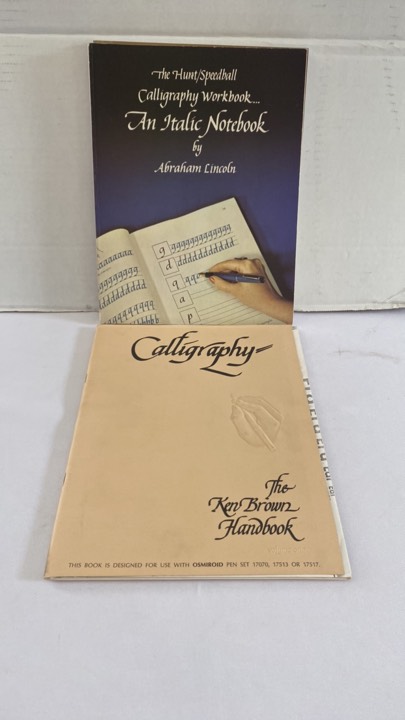 The Hunt/Speedball
Calligraphy Workbook....
An Italic Notebook
by
Abraham Lincoln
g
d
q
a
p
Calligraphy
The
Ken Brown
Handbook
THIS BOOK IS DESIGNED FOR USE WITH OSMIROID PEN SET 17070, 17513 OR 17517.